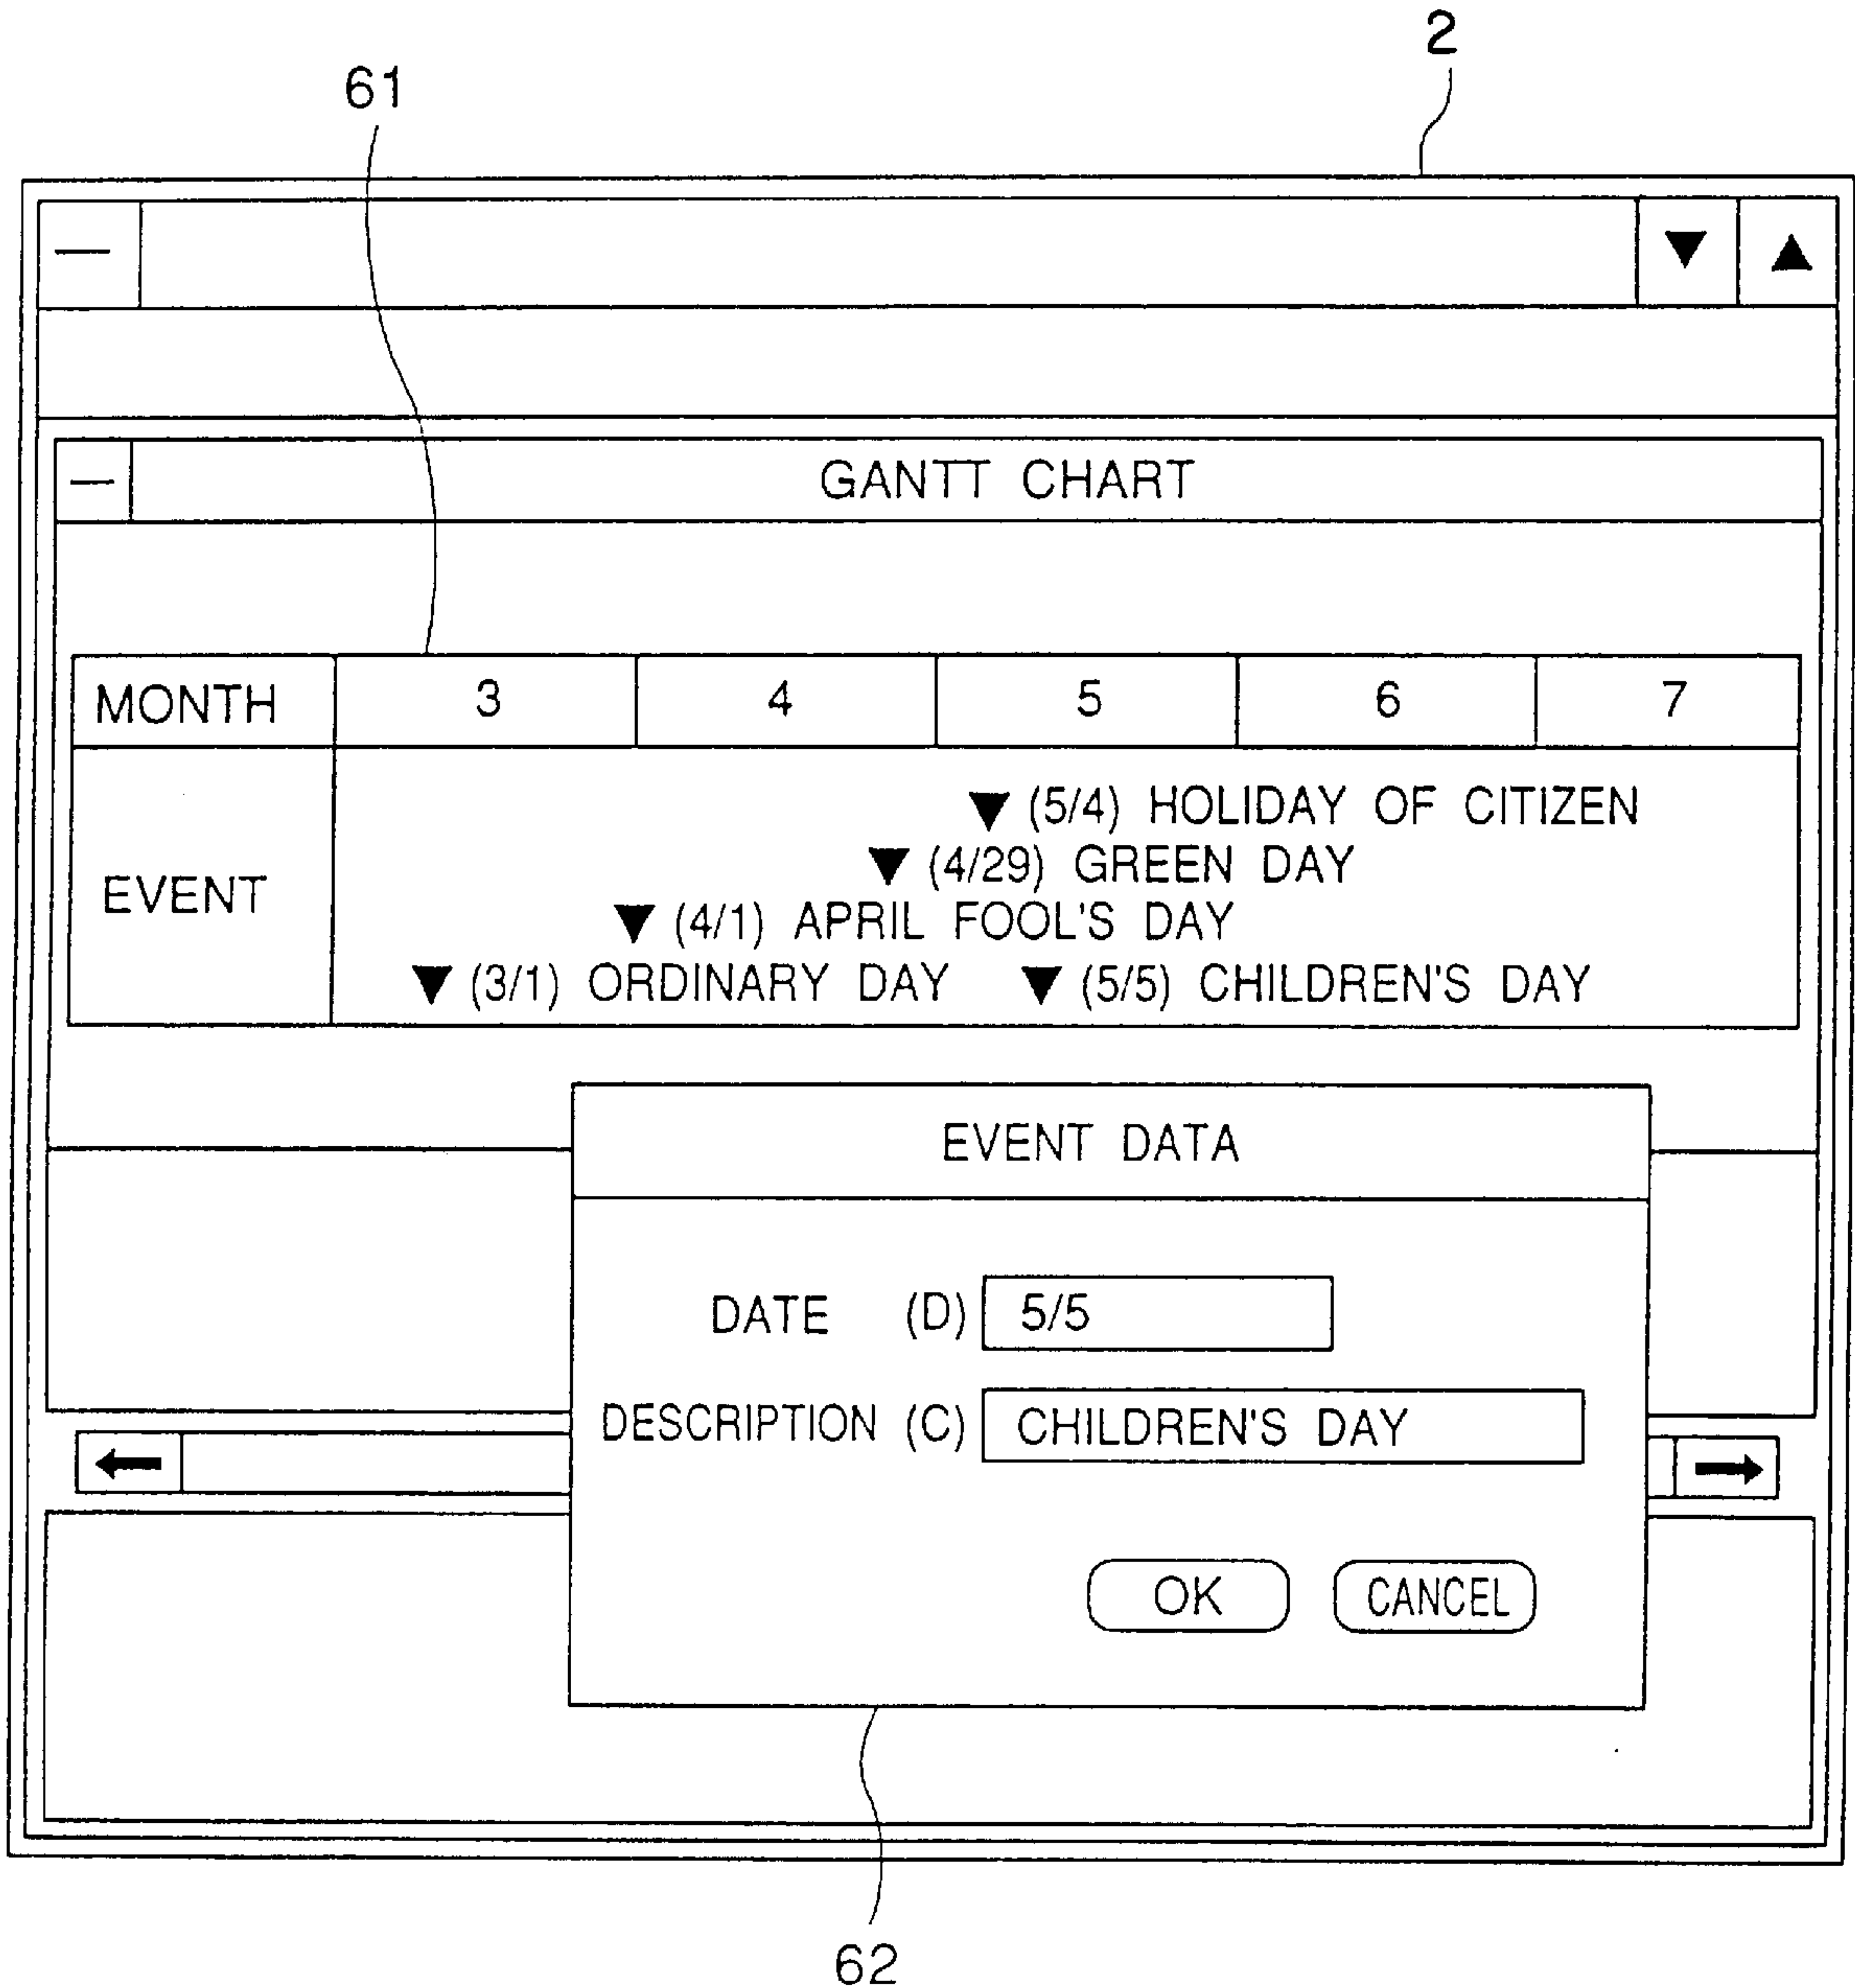 2
61
GANTT CHART
MONTH 3 4 5 6 7
▼ (5/4) HOLIDAY OF CITIZEN
▼ (4/29) GREEN DAY
EVENT
▼ (4/1) APRIL FOOL'S DAY
▼ (3/1) ORDINARY DAY ▼ (5/5) CHILDREN'S DAY
EVENT DATA
DATE (D) 5/5
DESCRIPTION (C) CHILDREN'S DAY
OK CANCEL
62